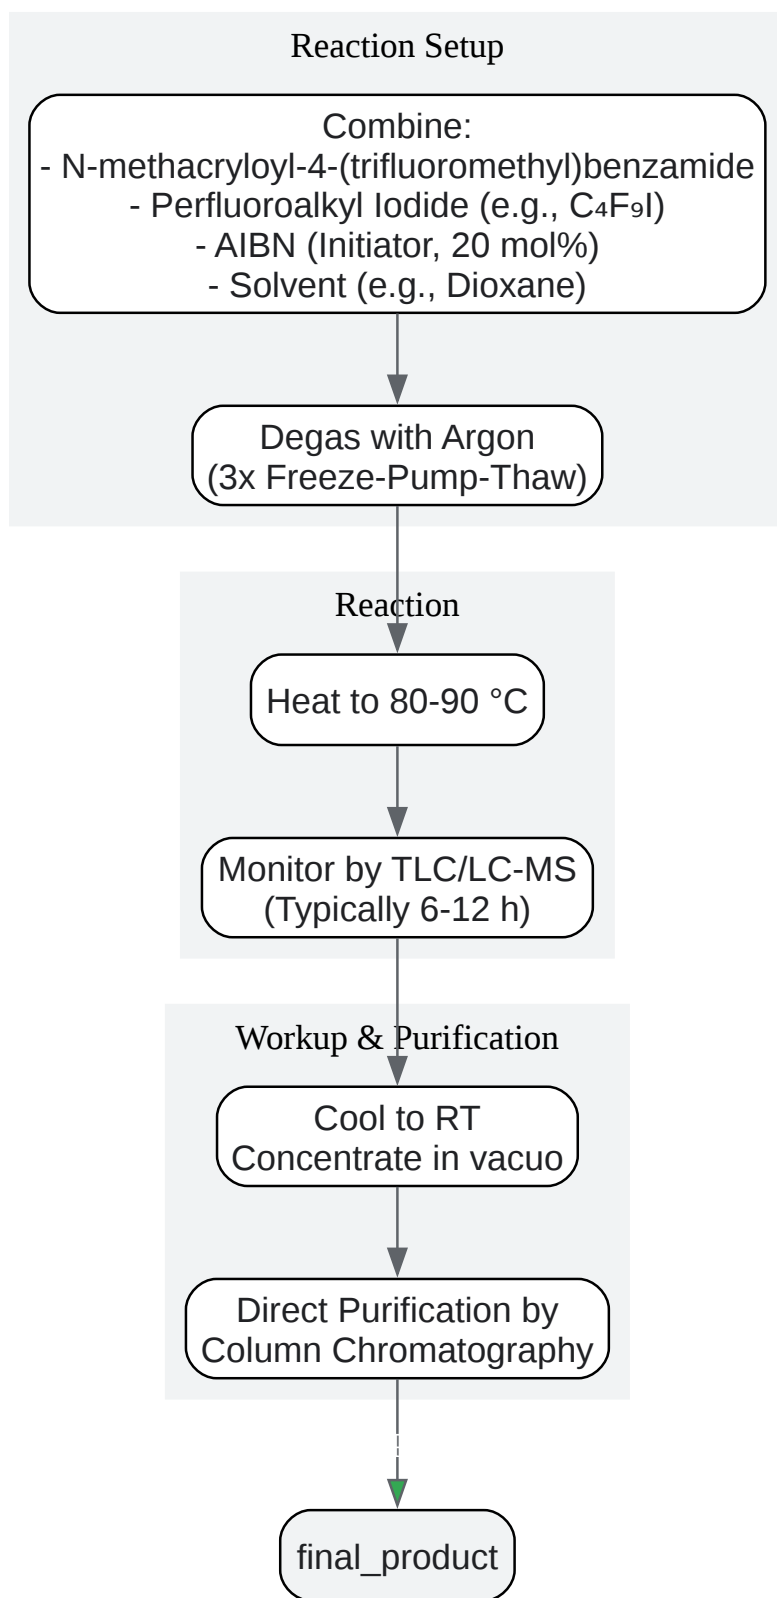 Reaction Setup
Combine:
- N-methacryloyl-4-(trifluoromethyl)benzamide
- Perfluoroalkyl Iodide (e.g., C₄F₉I)
- AIBN (Initiator, 20 mol%)
- Solvent (e.g., Dioxane)
Degas with Argon
(3x Freeze-Pump-Thaw)
Reaction
Heat to 80-90 °C
Monitor by TLC/LC-MS
(Typically 6-12 h)
Workup & Purification
Cool to RT
Concentrate in vacuo
Direct Purification by
Column Chromatography
final_product